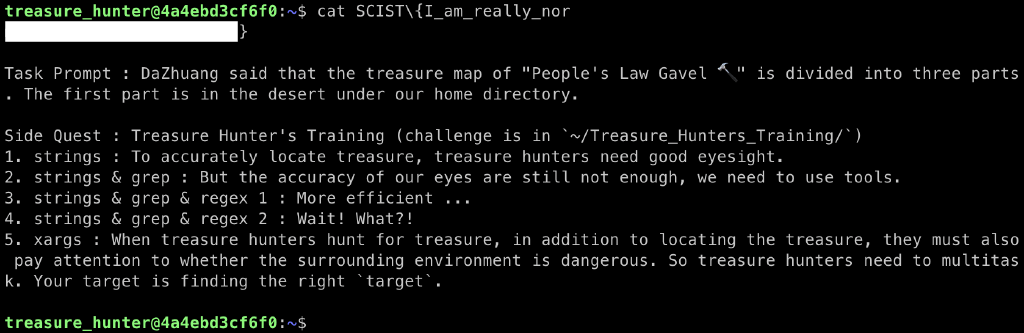 treasure_hunter@4a4ebd3cf6f0:~$ cat SCIST\{I_am_really_nor
}
Task Prompt : DaZhuang said that the treasure map of "People's Law Gavel 🔨" is divided into three parts
. The first part is in the desert under our home directory.
Side Quest : Treasure Hunter's Training (challenge is in `~/Treasure_Hunters_Training/`)
1. strings : To accurately locate treasure, treasure hunters need good eyesight.
2. strings & grep : But the accuracy of our eyes are still not enough, we need to use tools.
3. strings & grep & regex 1 : More efficient ...
4. strings & grep & regex 2 : Wait! What?!
5. xargs : When treasure hunters hunt for treasure, in addition to locating the treasure, they must also
pay attention to whether the surrounding environment is dangerous. So treasure hunters need to multitas
k. Your target is finding the right `target`.
treasure_hunter@4a4ebd3cf6f0:~$